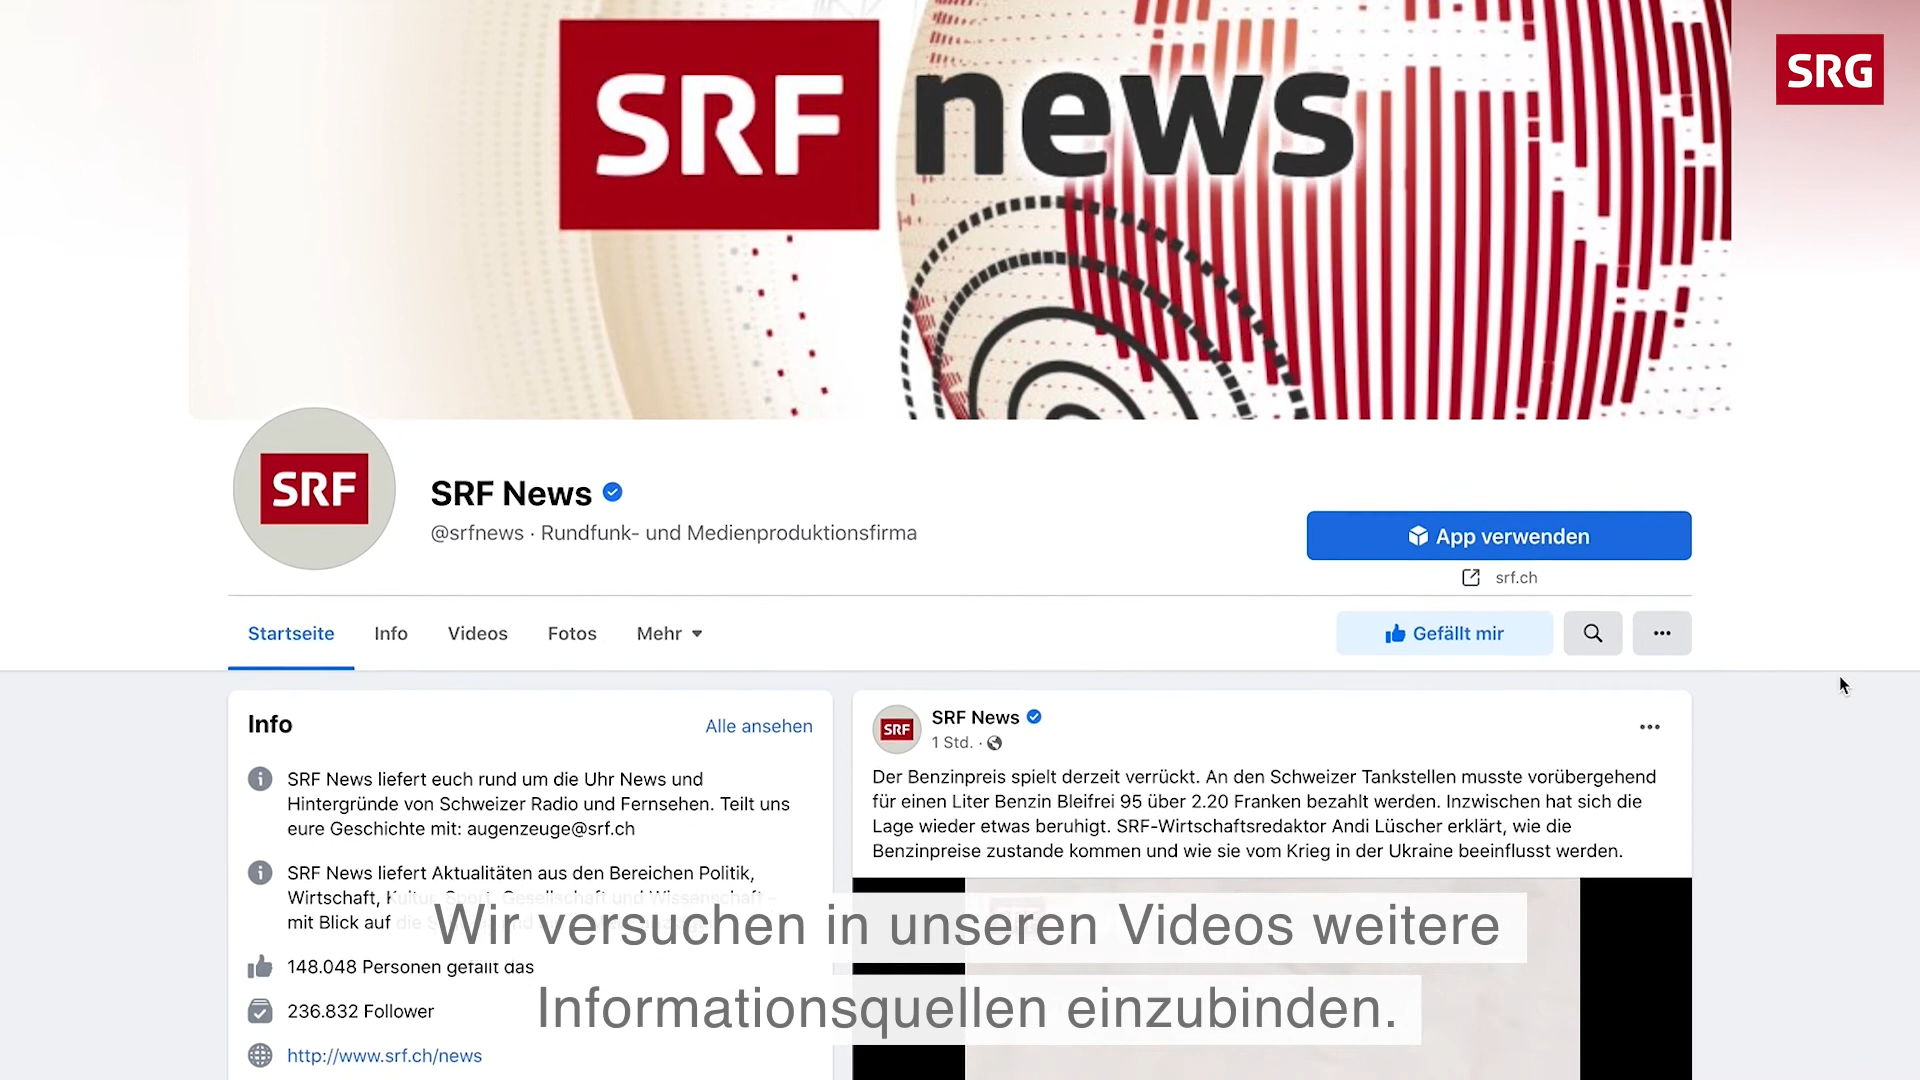 SRF news
SRG
SRF
SRF News
@srfnews · Rundfunk- und Medienproduktionsfirma
App verwenden
srf.ch
Startseite
Info
Videos
Fotos
Mehr
Gefällt mir
Info
Alle ansehen
SRF News liefert euch rund um die Uhr News und
Hintergründe von Schweizer Radio und Fernsehen. Teilt uns
eure Geschichte mit: augenzeuge@srf.ch
SRF News liefert Aktualitäten aus den Bereichen Politik,
Wirtschaft, Kultur, Sport, Gesellschaft und Wissenschaft –
mit Blick auf die
148.048 Personen gefällt das
236.832 Follower
http://www.srf.ch/news
SRF
SRF News
1 Std. ·
Der Benzinpreis spielt derzeit verrückt. An den Schweizer Tankstellen musste vorübergehend
für einen Liter Benzin Bleifrei 95 über 2.20 Franken bezahlt werden. Inzwischen hat sich die
Lage wieder etwas beruhigt. SRF-Wirtschaftsredaktor Andi Lüscher erklärt, wie die
Benzinpreise zustande kommen und wie sie vom Krieg in der Ukraine beeinflusst werden.
Wir versuchen in unseren Videos weitere
Informationsquellen einzubinden.